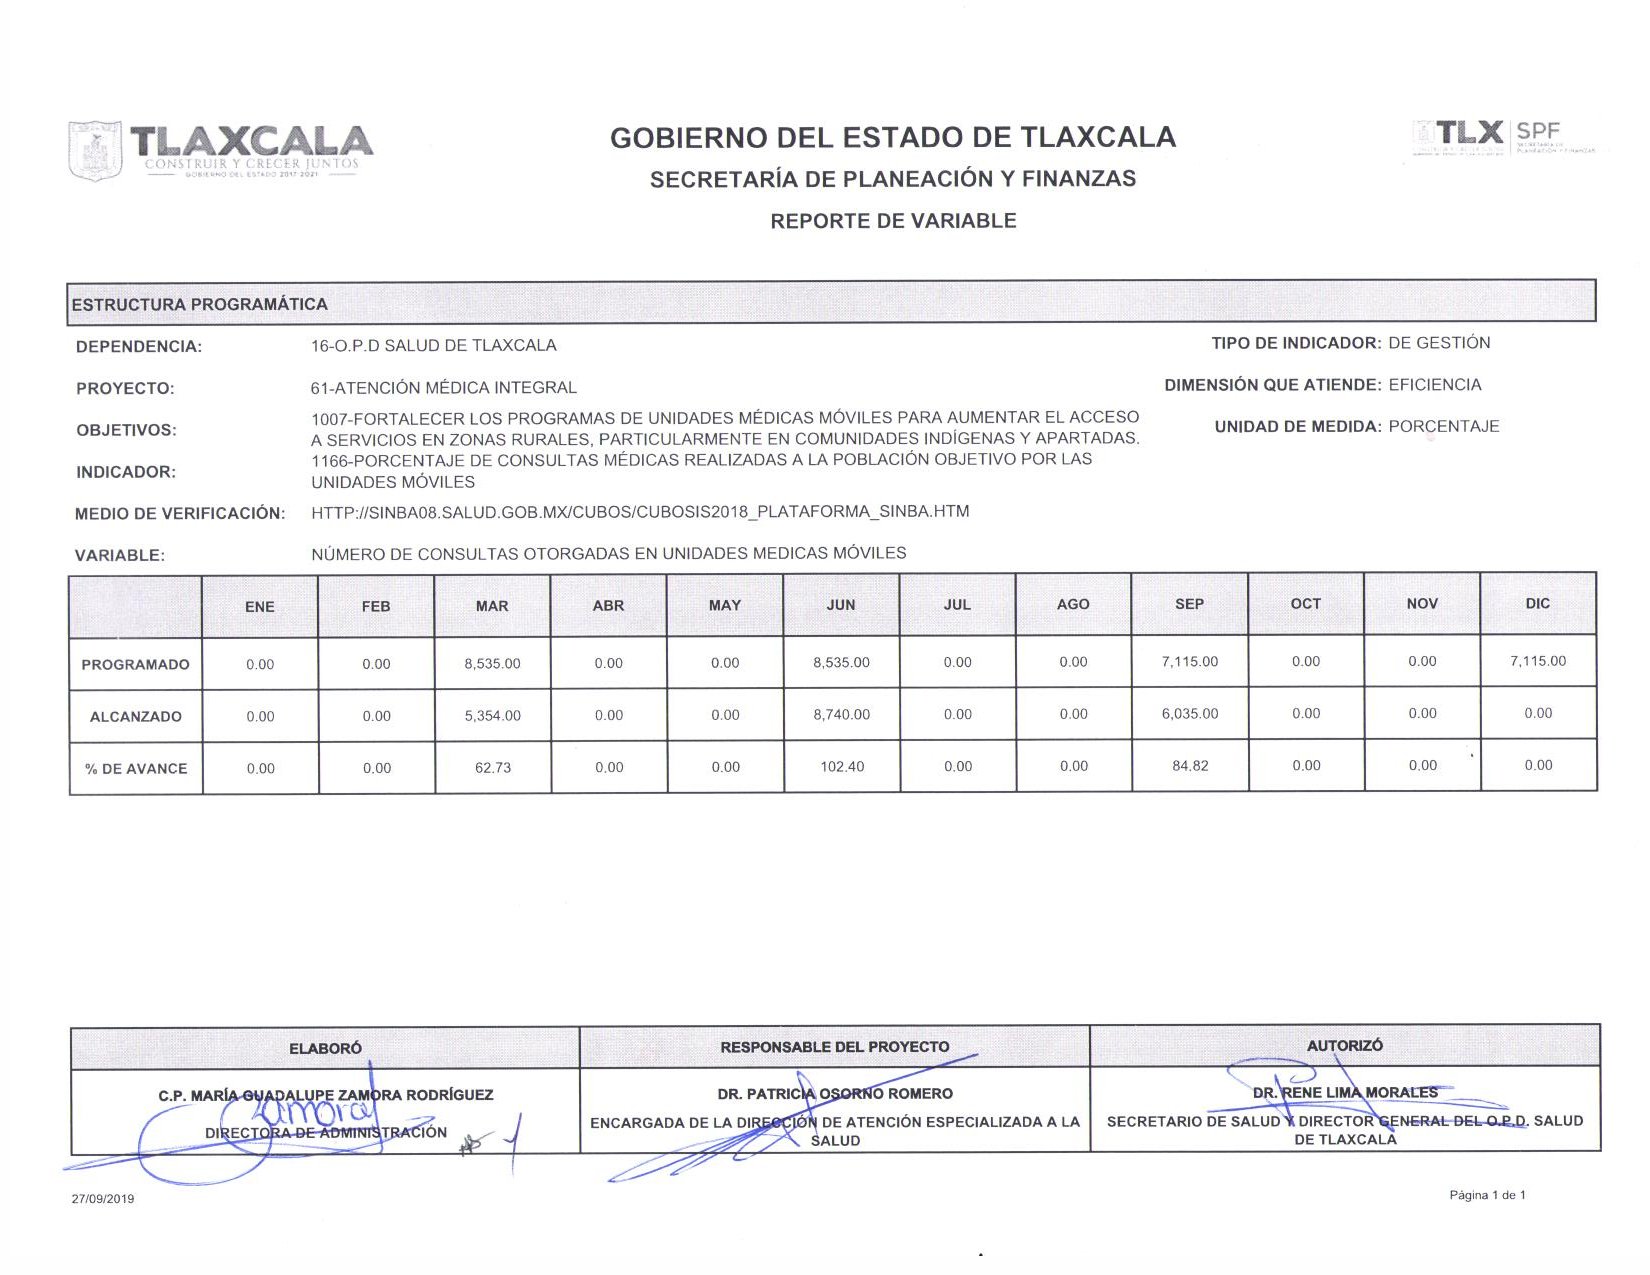 TLAXCALA
CONSTRUIR Y CRECER JUNTOS
GOBIERNO DEL ESTADO 2017-2021
GOBIERNO DEL ESTADO DE TLAXCALA
SECRETARÍA DE PLANEACIÓN Y FINANZAS
REPORTE DE VARIABLE
TLX SPF
SECRETARÍA DE
PLANEACIÓN Y FINANZAS
ESTRUCTURA PROGRAMÁTICA
DEPENDENCIA: 16-O.P.D SALUD DE TLAXCALA TIPO DE INDICADOR: DE GESTIÓN
PROYECTO: 61-ATENCIÓN MÉDICA INTEGRAL DIMENSIÓN QUE ATIENDE: EFICIENCIA
OBJETIVOS: 1007-FORTALECER LOS PROGRAMAS DE UNIDADES MÉDICAS MÓVILES PARA AUMENTAR EL ACCESO
A SERVICIOS EN ZONAS RURALES, PARTICULARMENTE EN COMUNIDADES INDÍGENAS Y APARTADAS.
UNIDAD DE MEDIDA: PORCENTAJE
INDICADOR: 1166-PORCENTAJE DE CONSULTAS MÉDICAS REALIZADAS A LA POBLACIÓN OBJETIVO POR LAS
UNIDADES MÓVILES
MEDIO DE VERIFICACIÓN: HTTP://SINBA08.SALUD.GOB.MX/CUBOS/CUBOSIS2018_PLATAFORMA_SINBA.HTM
VARIABLE: NÚMERO DE CONSULTAS OTORGADAS EN UNIDADES MEDICAS MÓVILES
ENE FEB MAR ABR MAY JUN JUL AGO SEP OCT NOV DIC
PROGRAMADO 0.00 0.00 8,535.00 0.00 0.00 8,535.00 0.00 0.00 7,115.00 0.00 0.00 7,115.00
ALCANZADO 0.00 0.00 5,354.00 0.00 0.00 8,740.00 0.00 0.00 6,035.00 0.00 0.00 0.00
% DE AVANCE 0.00 0.00 62.73 0.00 0.00 102.40 0.00 0.00 84.82 0.00 0.00 0.00
ELABORÓ RESPONSABLE DEL PROYECTO AUTORIZÓ
C.P. MARÍA GUADALUPE ZAMORA RODRÍGUEZ
Zamora
DIRECTORA DE ADMINISTRACIÓN
DR. PATRICIA OSORNO ROMERO
ENCARGADA DE LA DIRECCIÓN DE ATENCIÓN ESPECIALIZADA A LA
SALUD
DR. RENE LIMA MORALES
SECRETARIO DE SALUD Y DIRECTOR GENERAL DEL O.P.D. SALUD
DE TLAXCALA
27/09/2019
Página 1 de 1